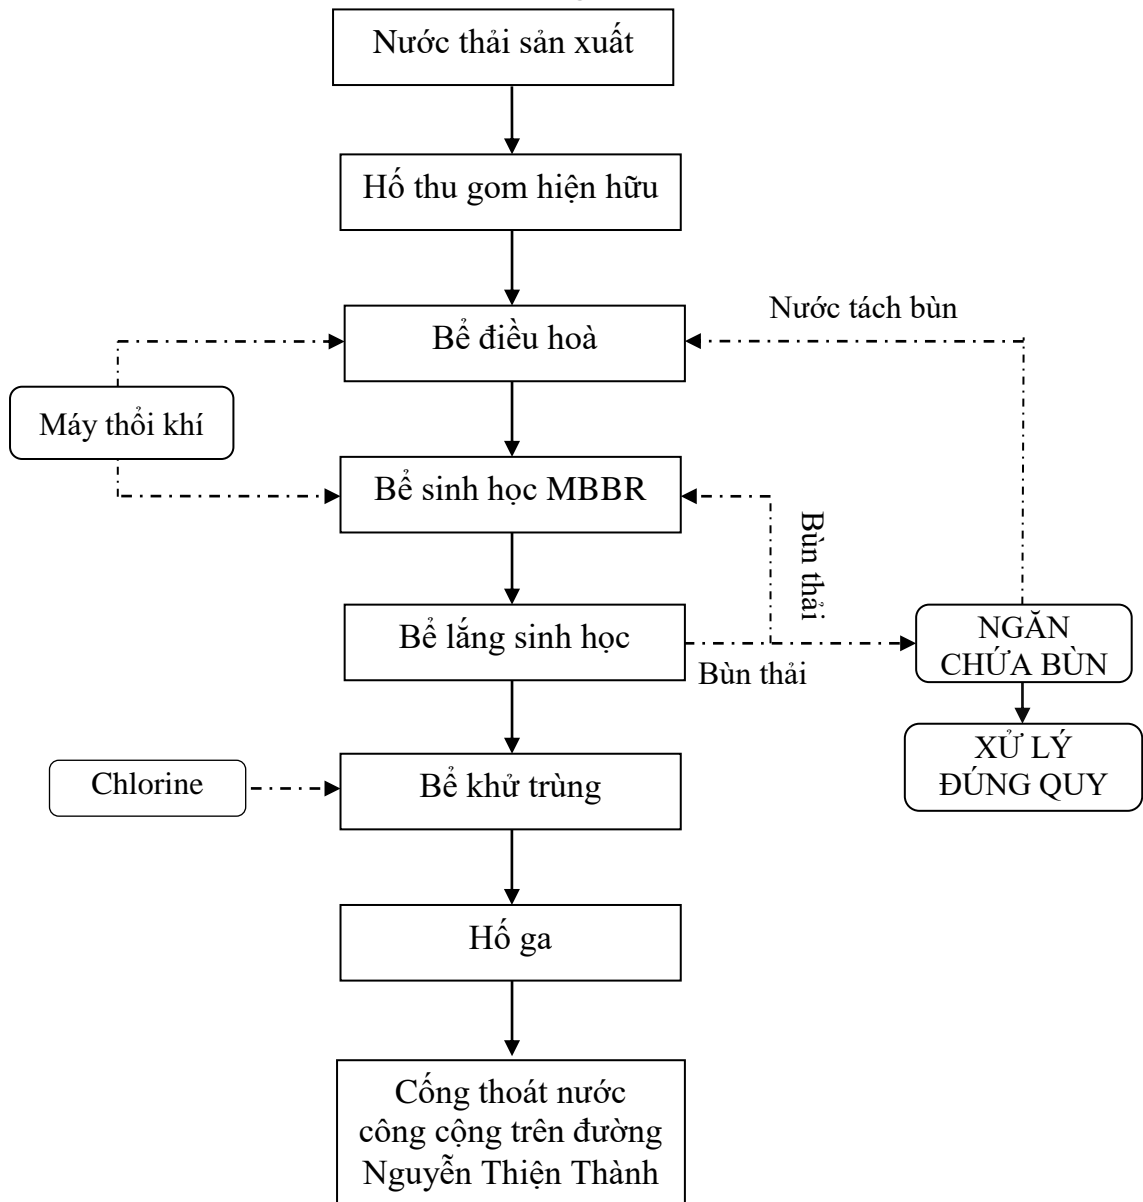 Nước thải sản xuất
Hố thu gom hiện hữu
Nước tách bùn
Bể điều hoà
Máy thổi khí
Bể sinh học MBBR
Bùn thải
Bể lắng sinh học
Bùn thải
NGĂN
CHỨA BÙN
XỬ LÝ
ĐÚNG QUY
Chlorine
Bể khử trùng
Hố ga
Cống thoát nước
công cộng trên đường
Nguyễn Thiện Thành